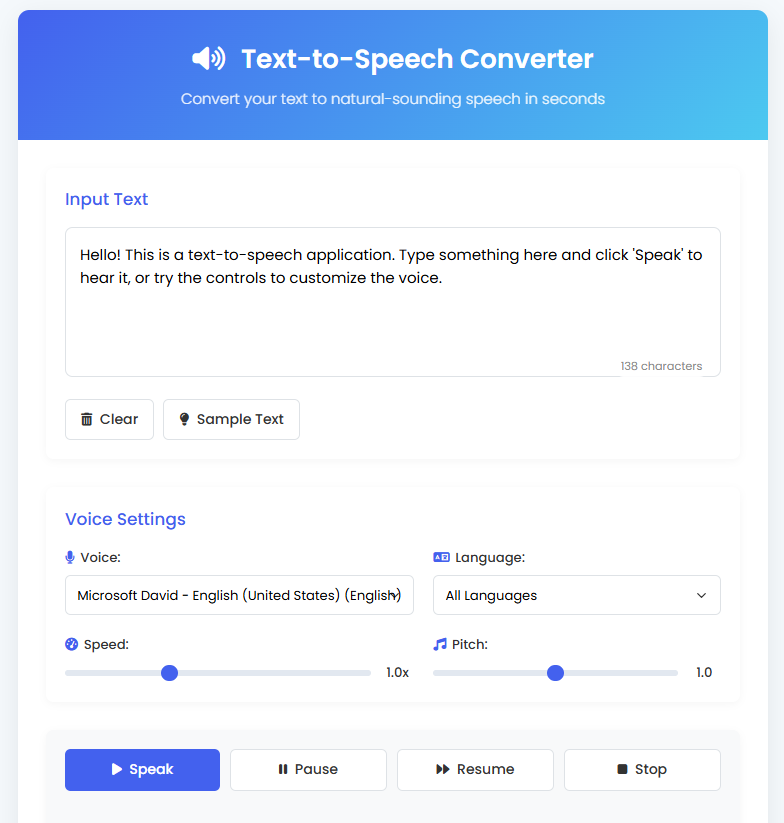 Text-to-Speech Converter
Convert your text to natural-sounding speech in seconds
Input Text
Hello! This is a text-to-speech application. Type something here and click 'Speak' to
hear it, or try the controls to customize the voice.
138 characters
Clear
Sample Text
Voice Settings
Voice:
Language:
Microsoft David - English (United States) (English)
All Languages
Speed:
Pitch:
1.0x
1.0
Speak
Pause
Resume
Stop